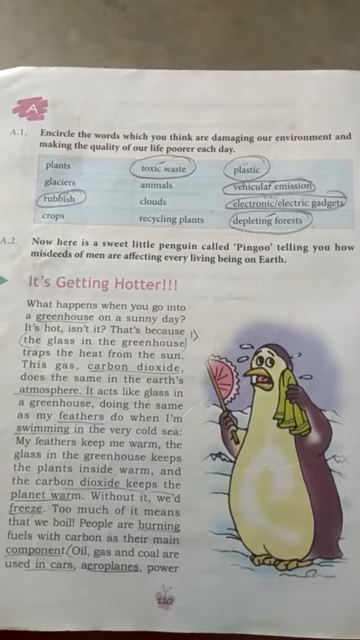 A
A.1. Encircle the words which you think are damaging our environment and
making the quality of our life poorer each day.
plants toxic waste plastic
glaciers animals vehicular emission
rubbish clouds electronic/electric gadgets
crops recycling plants depleting forests
A.2. Now here is a sweet little penguin called 'Pingoo' telling you how
misdeeds of men are affecting every living being on Earth.
It's Getting Hotter!!!
What happens when you go into
a greenhouse on a sunny day?
It's hot, isn't it? That's because
the glass in the greenhouse
traps the heat from the sun.
This gas, carbon dioxide,
does the same in the earth's
atmosphere. It acts like glass in
a greenhouse, doing the same
as my feathers do when I'm
swimming in the very cold sea:
My feathers keep me warm, the
glass in the greenhouse keeps
the plants inside warm, and
the carbon dioxide keeps the
planet warm. Without it, we'd
freeze. Too much of it means
that we boil! People are burning
fuels with carbon as their main
component. Oil, gas and coal are
used in cars, aeroplanes, power
110